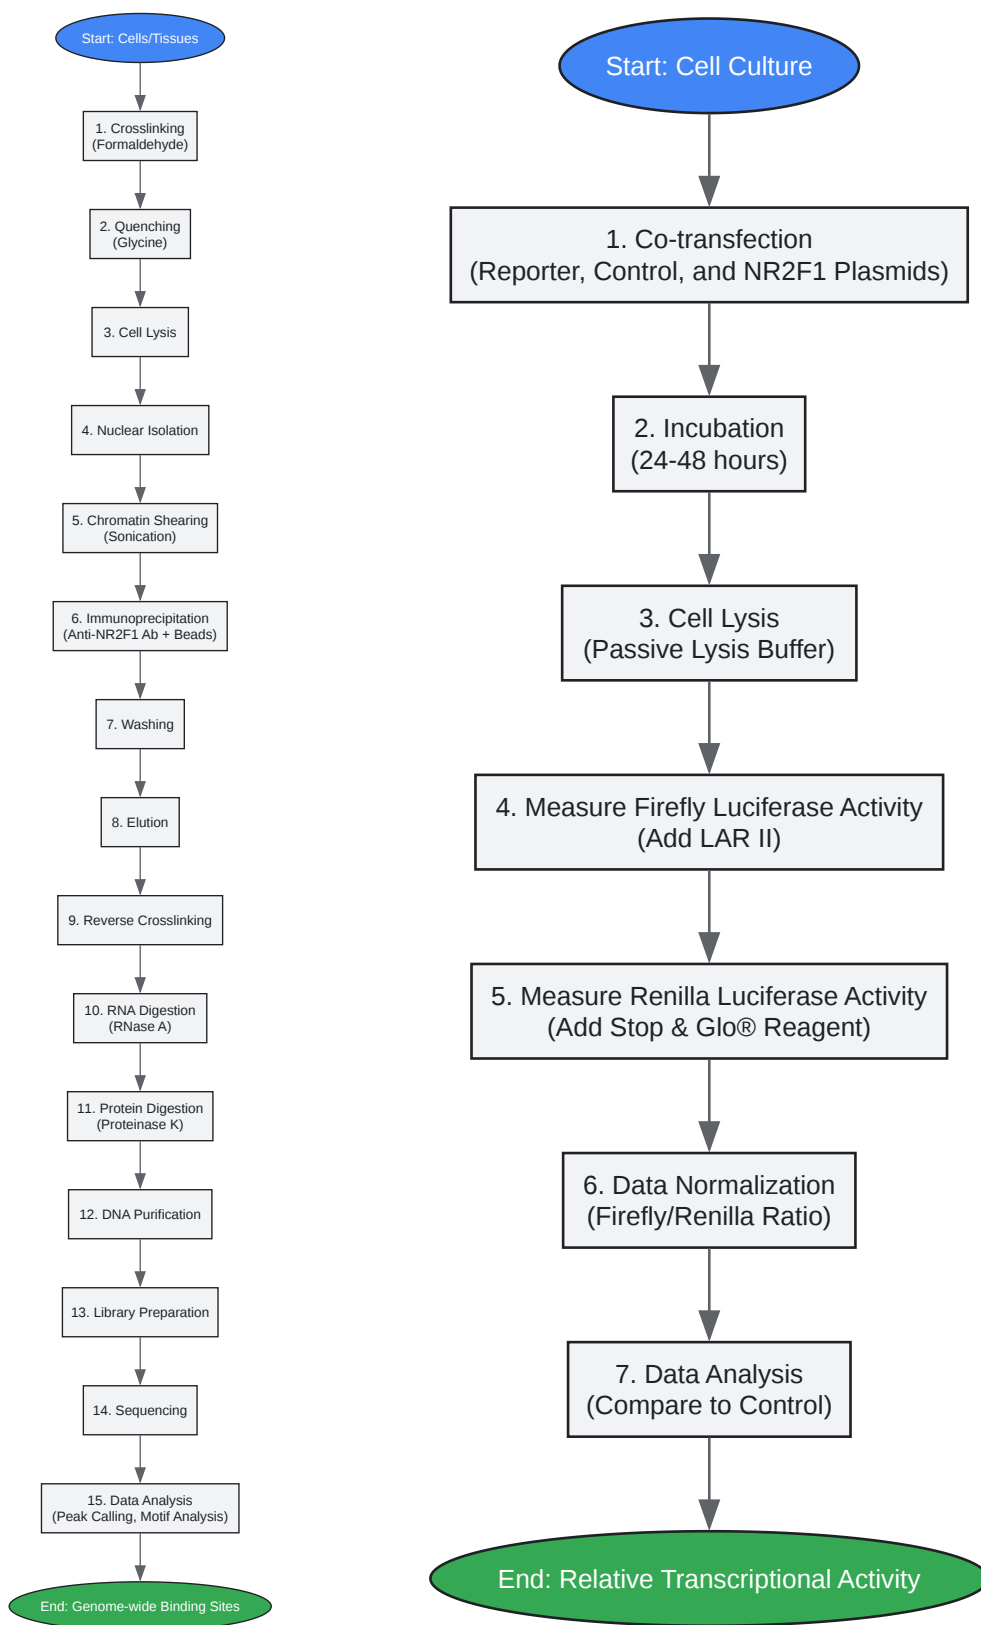 Start: Cells/Tissues
1. Crosslinking
(Formaldehyde)
2. Quenching
(Glycine)
3. Cell Lysis
4. Nuclear Isolation
5. Chromatin Shearing
(Sonication)
6. Immunoprecipitation
(Anti-NR2F1 Ab + Beads)
7. Washing
8. Elution
9. Reverse Crosslinking
10. RNA Digestion
(RNase A)
11. Protein Digestion
(Proteinase K)
12. DNA Purification
13. Library Preparation
14. Sequencing
15. Data Analysis
(Peak Calling, Motif Analysis)
End: Genome-wide Binding Sites
Start: Cell Culture
1. Co-transfection
(Reporter, Control, and NR2F1 Plasmids)
2. Incubation
(24-48 hours)
3. Cell Lysis
(Passive Lysis Buffer)
4. Measure Firefly Luciferase Activity
(Add LAR II)
5. Measure Renilla Luciferase Activity
(Add Stop & Glo® Reagent)
6. Data Normalization
(Firefly/Renilla Ratio)
7. Data Analysis
(Compare to Control)
End: Relative Transcriptional Activity